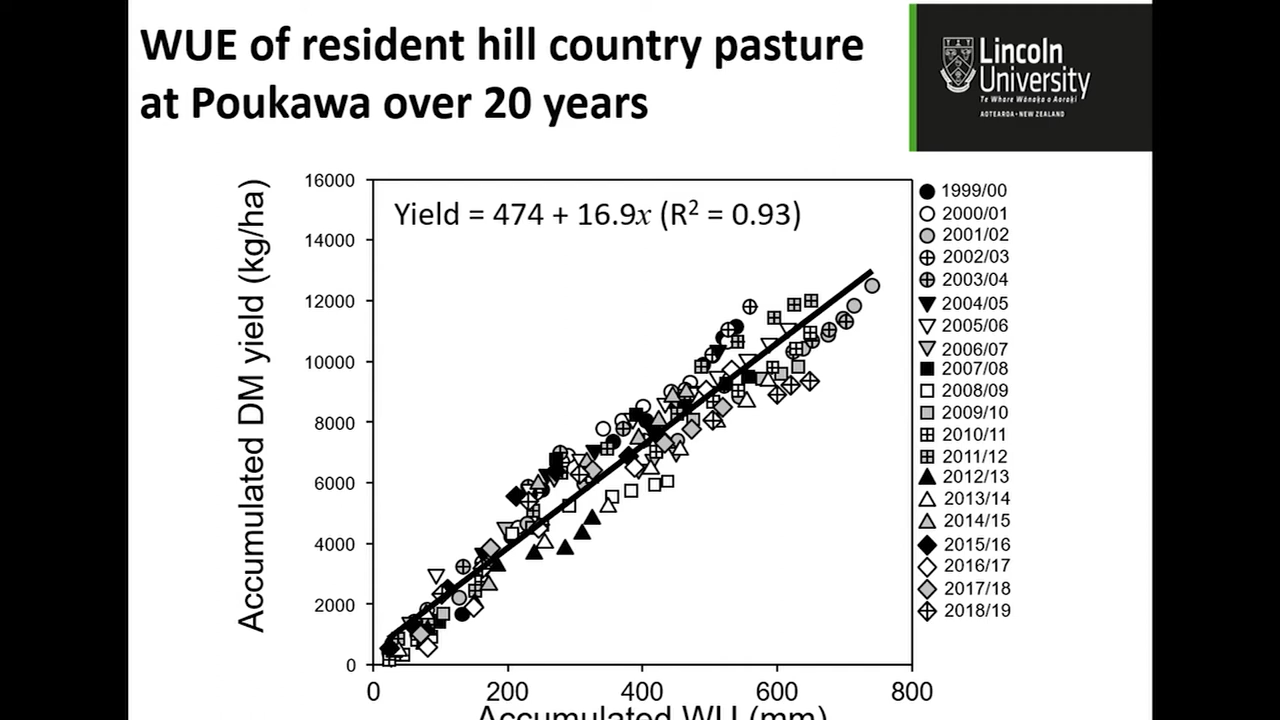 WUE of resident hill country pasture
at Poukawa over 20 years
Lincoln
University
Te Whare Wānaka o Aoraki
AOTEAROA • NEW ZEALAND
Accumulated DM yield (kg/ha)
16000
14000
12000
10000
8000
6000
4000
2000
0
Yield = 474 + 16.9x (R² = 0.93)
1999/00
2000/01
2001/02
2002/03
2003/04
2004/05
2005/06
2006/07
2007/08
2008/09
2009/10
2010/11
2011/12
2012/13
2013/14
2014/15
2015/16
2016/17
2017/18
2018/19
0 200 400 600 800
Accumulated WU (mm)